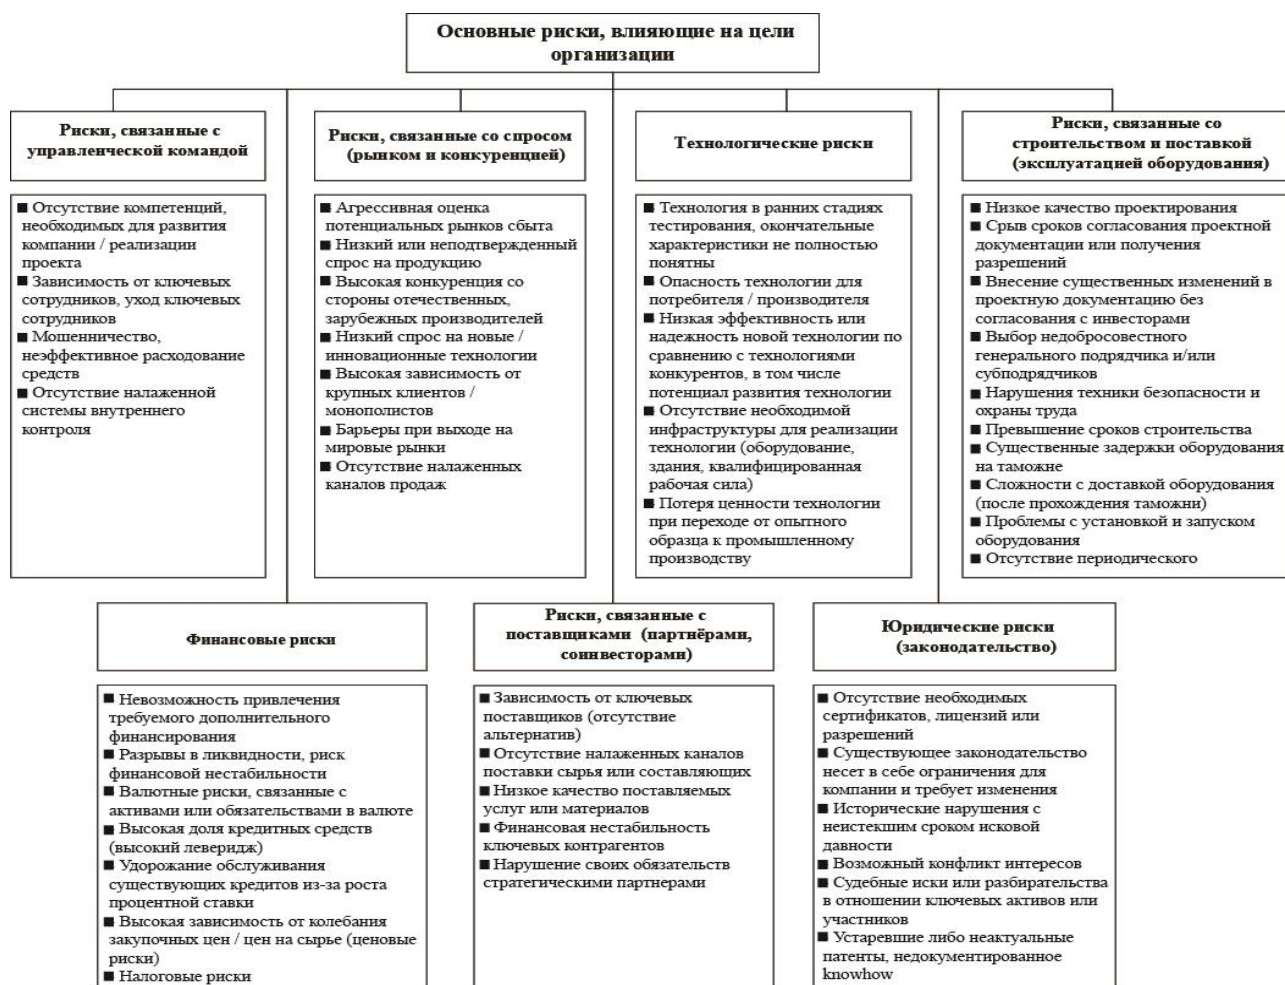 Основные риски, влияющие на цели
организации
Риски, связанные с
управленческой командой
■ Отсутствие компетенций,
необходимых для развития
компании / реализации
проекта
■ Зависимость от ключевых
сотрудников, уход ключевых
сотрудников
■ Мошенничество,
неэффективное расходование
средств
■ Отсутствие налаженной
системы внутреннего
контроля
Риски, связанные со спросом
(рынком и конкуренцией)
■ Агрессивная оценка
потенциальных рынков сбыта
■ Низкий или неподтвержденный
спрос на продукцию
■ Высокая конкуренция со
стороны отечественных,
зарубежных производителей
■ Низкий спрос на новые /
инновационные технологии
■ Высокая зависимость от
крупных клиентов /
монополистов
■ Барьеры при выходе на
мировые рынки
■ Отсутствие налаженных
каналов продаж
Технологические риски
■ Технология в ранних стадиях
тестирования, окончательные
характеристики не полностью
понятны
■ Опасность технологии для
потребителя / производителя
■ Низкая эффективность или
надежность новой технологии по
сравнению с технологиями
конкурентов, в том числе
потенциал развития технологии
■ Отсутствие необходимой
инфраструктуры для реализации
технологии (оборудование,
здания, квалифицированная
рабочая сила)
■ Потеря ценности технологии
при переходе от опытного
образца к промышленному
производству
Риски, связанные со
строительством и поставкой
(эксплуатацией оборудования)
■ Низкое качество проектирования
■ Срыв сроков согласования проектной
документации или получения
разрешений
■ Внесение существенных изменений в
проектную документацию без
согласования с инвесторами
■ Выбор недобросовестного
генерального подрядчика и/или
субподрядчиков
■ Нарушения техники безопасности и
охраны труда
■ Превышение сроков строительства
■ Существенные задержки оборудования
на таможне
■ Сложности с доставкой оборудования
(после прохождения таможни)
■ Проблемы с установкой и запуском
оборудования
■ Отсутствие периодического
Финансовые риски
■ Невозможность привлечения
требуемого дополнительного
финансирования
■ Разрывы в ликвидности, риск
финансовой нестабильности
■ Валютные риски, связанные с
активами или обязательствами в валюте
■ Высокая доля кредитных средств
(высокий леверидж)
■ Удорожание обслуживания
существующих кредитов из-за роста
процентной ставки
■ Высокая зависимость от колебания
закупочных цен / цен на сырье (ценовые
риски)
■ Налоговые риски
Риски, связанные с
поставщиками (партнёрами,
соинвесторами)
■ Зависимость от ключевых
поставщиков (отсутствие
альтернатив)
■ Отсутствие налаженных каналов
поставки сырья или составляющих
■ Низкое качество поставляемых
услуг или материалов
■ Финансовая нестабильность
ключевых контрагентов
■ Нарушение своих обязательств
стратегическими партнерами
Юридические риски
(законодательство)
■ Отсутствие необходимых
сертификатов, лицензий или
разрешений
■ Существующее законодательство
несет в себе ограничения для
компании и требует изменения
■ Исторические нарушения с
неистекшим сроком исковой
давности
■ Возможный конфликт интересов
■ Судебные иски или разбирательства
в отношении ключевых активов или
участников
■ Устаревшие либо неактуальные
патенты, недокументированное
knowhow